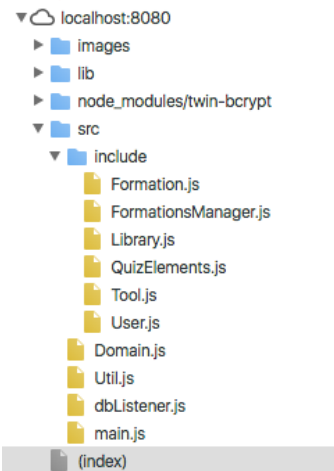 localhost:8080
images
lib
node_modules/twin-bcrypt
src
include
Formation.js
FormationsManager.js
Library.js
QuizElements.js
Tool.js
User.js
Domain.js
Util.js
dbListener.js
main.js
(index)